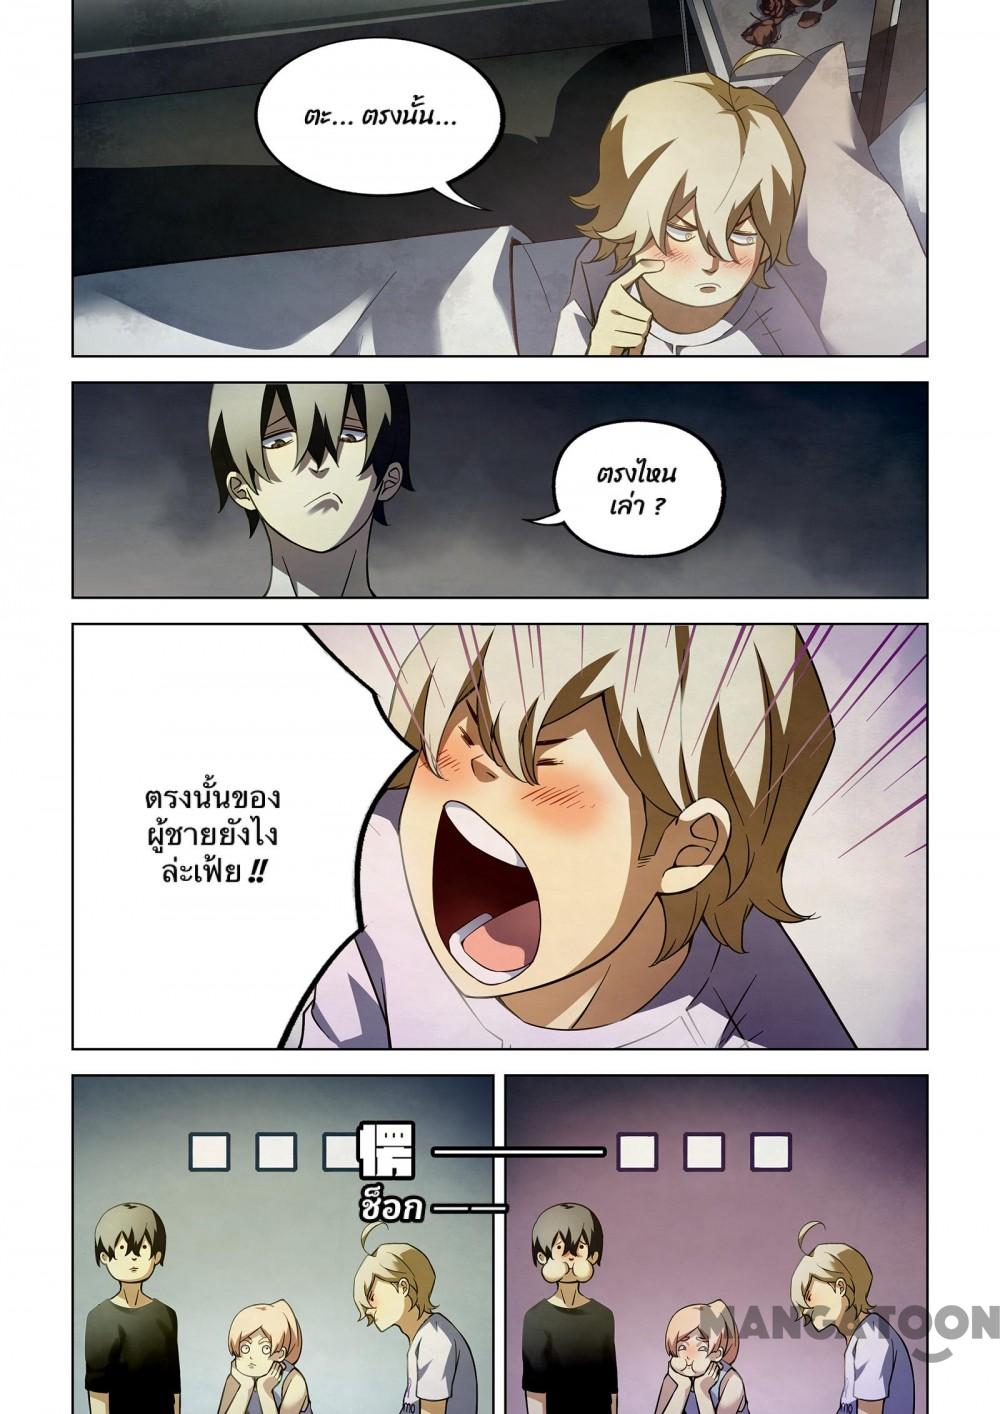 ตะ... ตรงนั้น...
ตรงไหน
เล่า ?
ตรงนั้นของ
ผู้ชายยังไง
ล่ะเฟ้ย !!
愣
ช็อก
MANGATOON